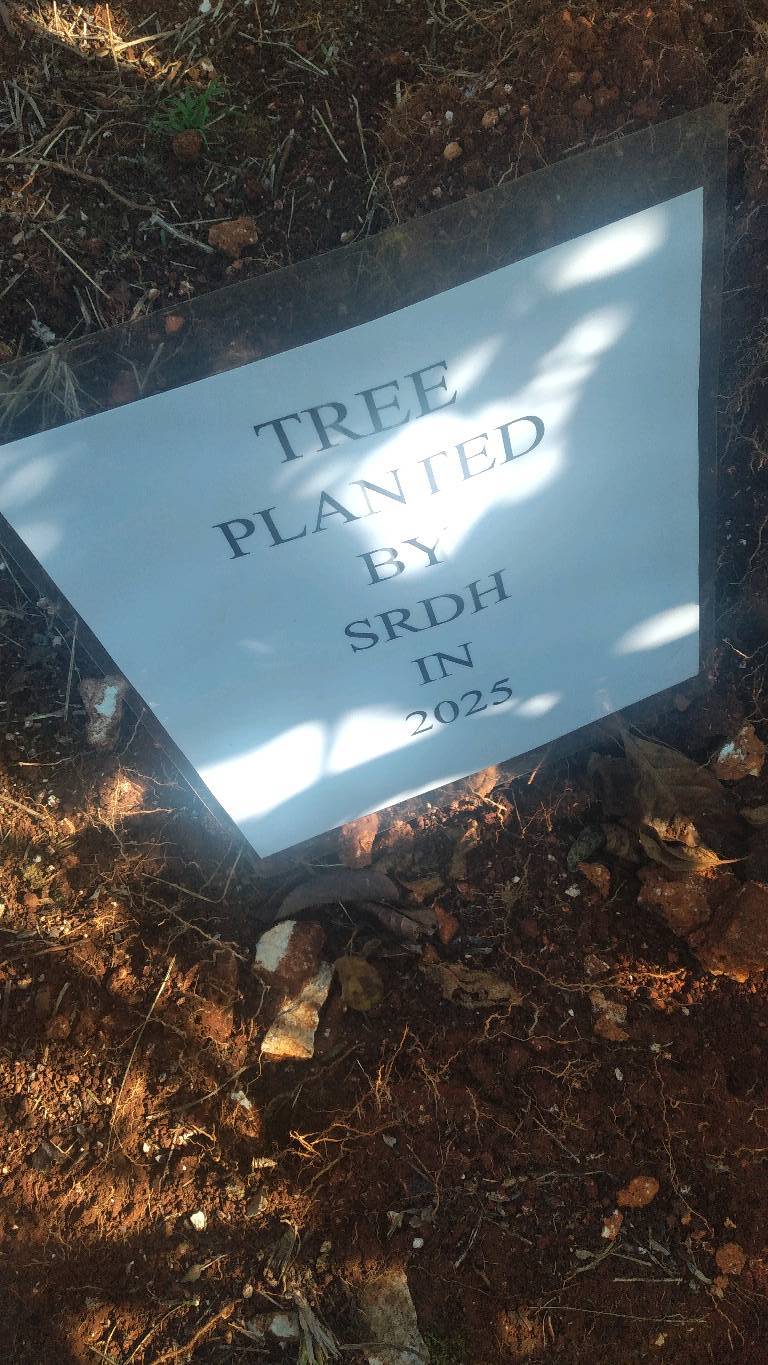 TREE
PLANTED
BY
SRDH
IN
2025